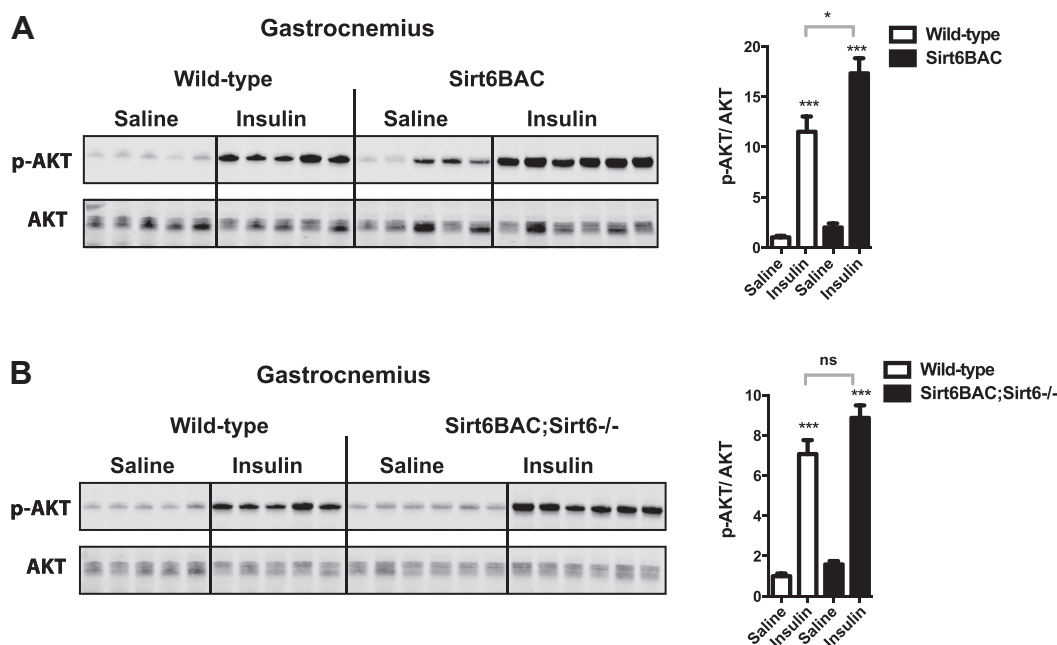 A
Gastrocnemius
Wild-type Sirt6BAC
Saline Insulin Saline Insulin
p-AKT
AKT
*
*** ***
20
15
10
5
0
p-AKT/ AKT
Saline Insulin Saline Insulin
Wild-type
Sirt6BAC
B
Gastrocnemius
Wild-type Sirt6BAC;Sirt6-/-
Saline Insulin Saline Insulin
p-AKT
AKT
ns
*** ***
10
8
6
4
2
0
p-AKT/ AKT
Saline Insulin Saline Insulin
Wild-type
Sirt6BAC;Sirt6-/-